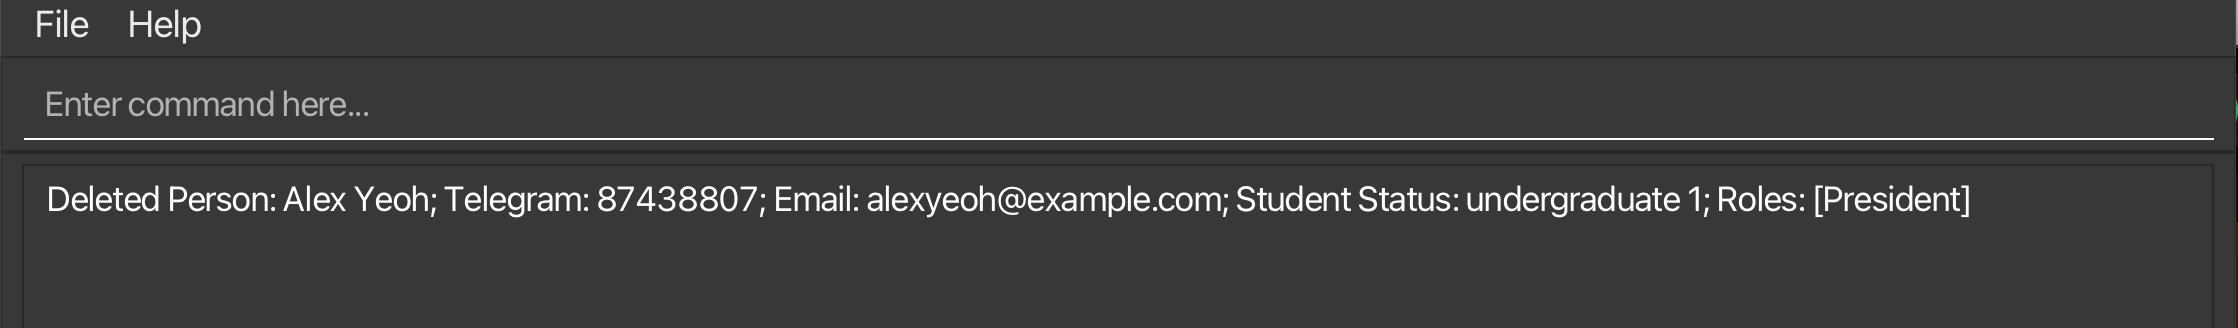 File Help
Enter command here...
Deleted Person: Alex Yeoh; Telegram: 87438807; Email: alexyeoh@example.com; Student Status: undergraduate 1; Roles: [President]